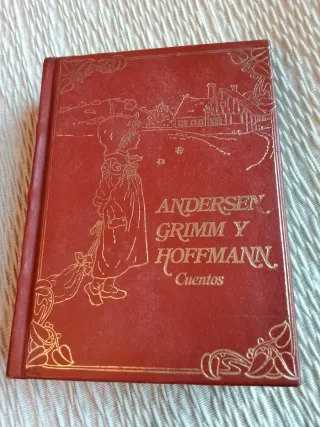 ANDERSEN,
GRIMM Y
HOFFMANN
Cuentos